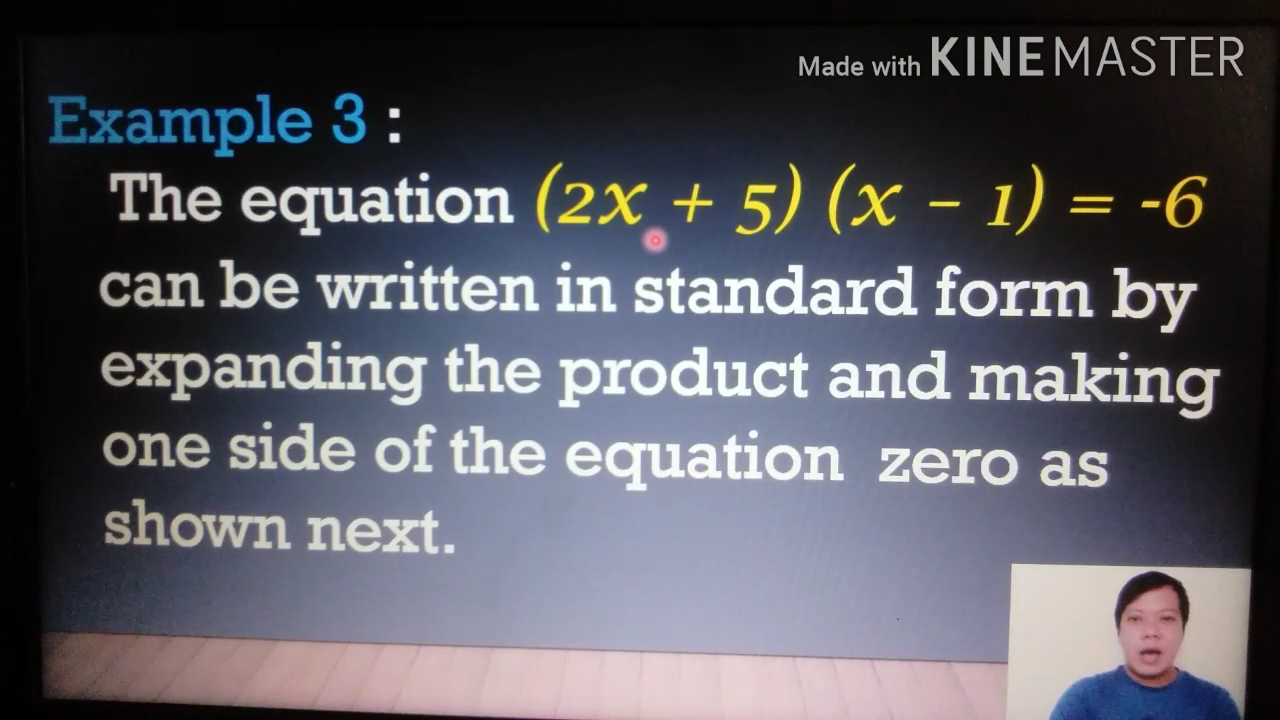 Made with KINEMASTER
Example 3 :
The equation (2x + 5) (x – 1) = -6
can be written in standard form by
expanding the product and making
one side of the equation zero as
shown next.